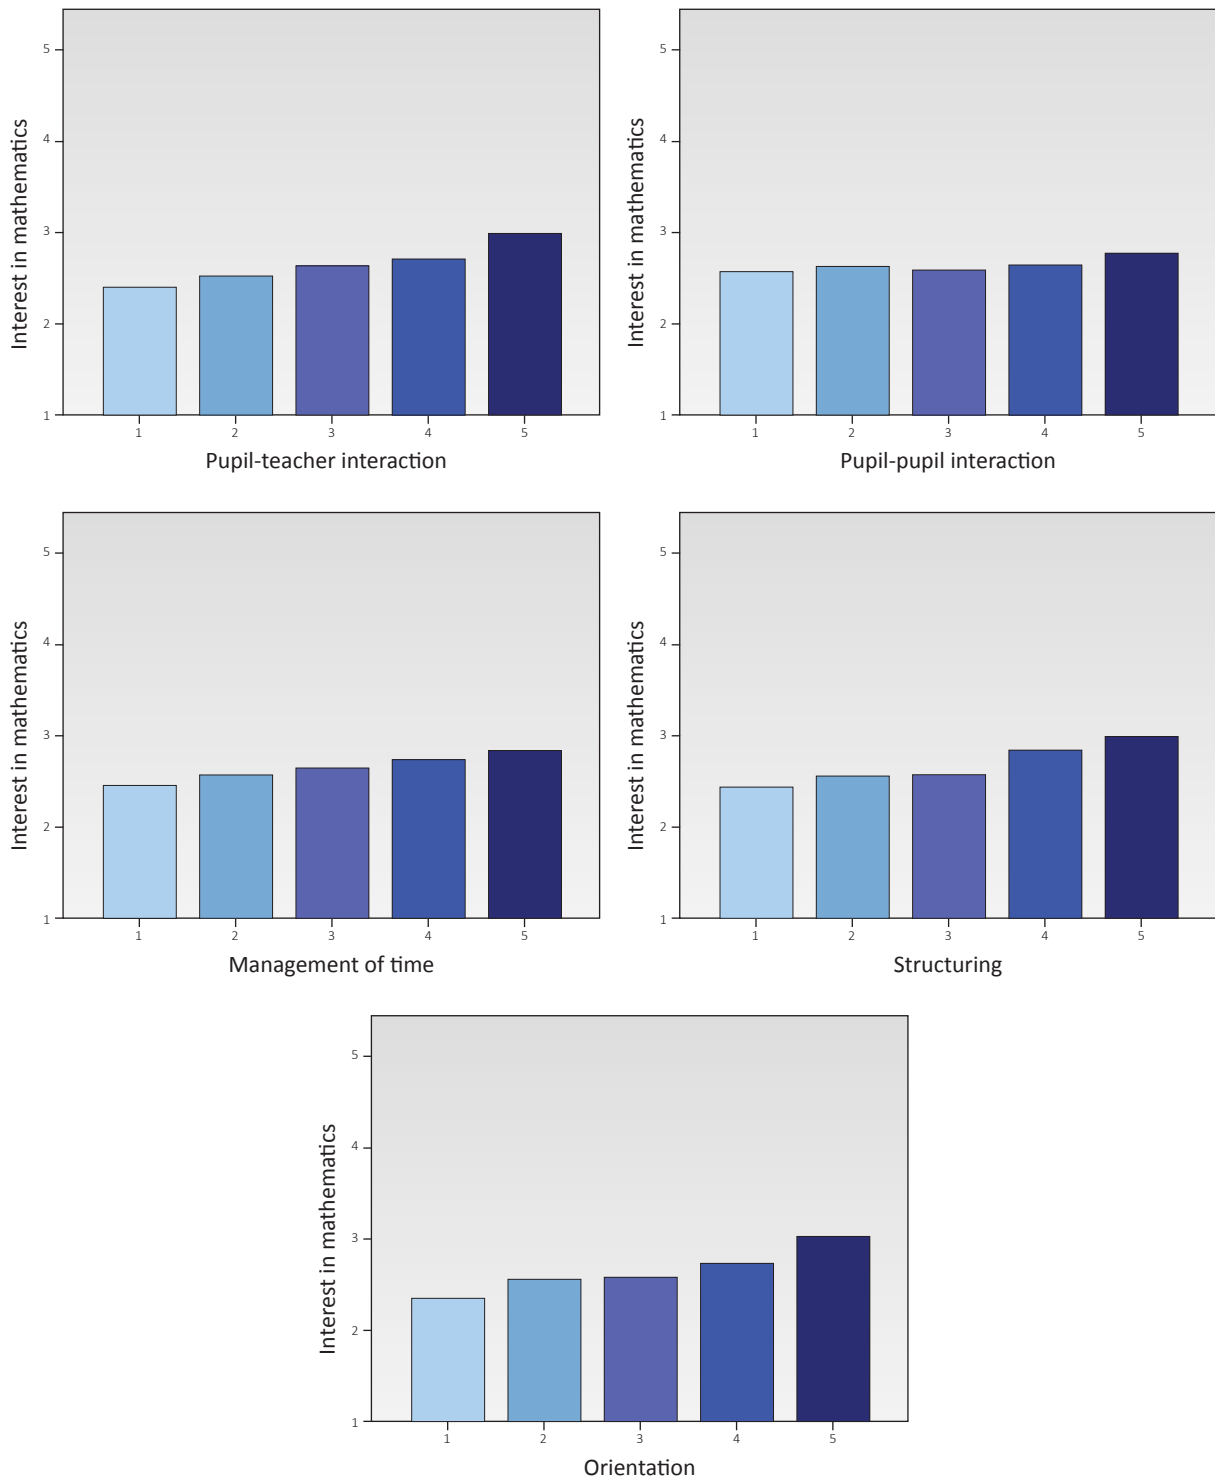 Interest in mathematics
5
4
3
2
1
1 2 3 4 5
Pupil-teacher interaction
Interest in mathematics
5
4
3
2
1
1 2 3 4 5
Pupil-pupil interaction
Interest in mathematics
5
4
3
2
1
1 2 3 4 5
Management of time
Interest in mathematics
5
4
3
2
1
1 2 3 4 5
Structuring
Interest in mathematics
5
4
3
2
1
1 2 3 4 5
Orientation